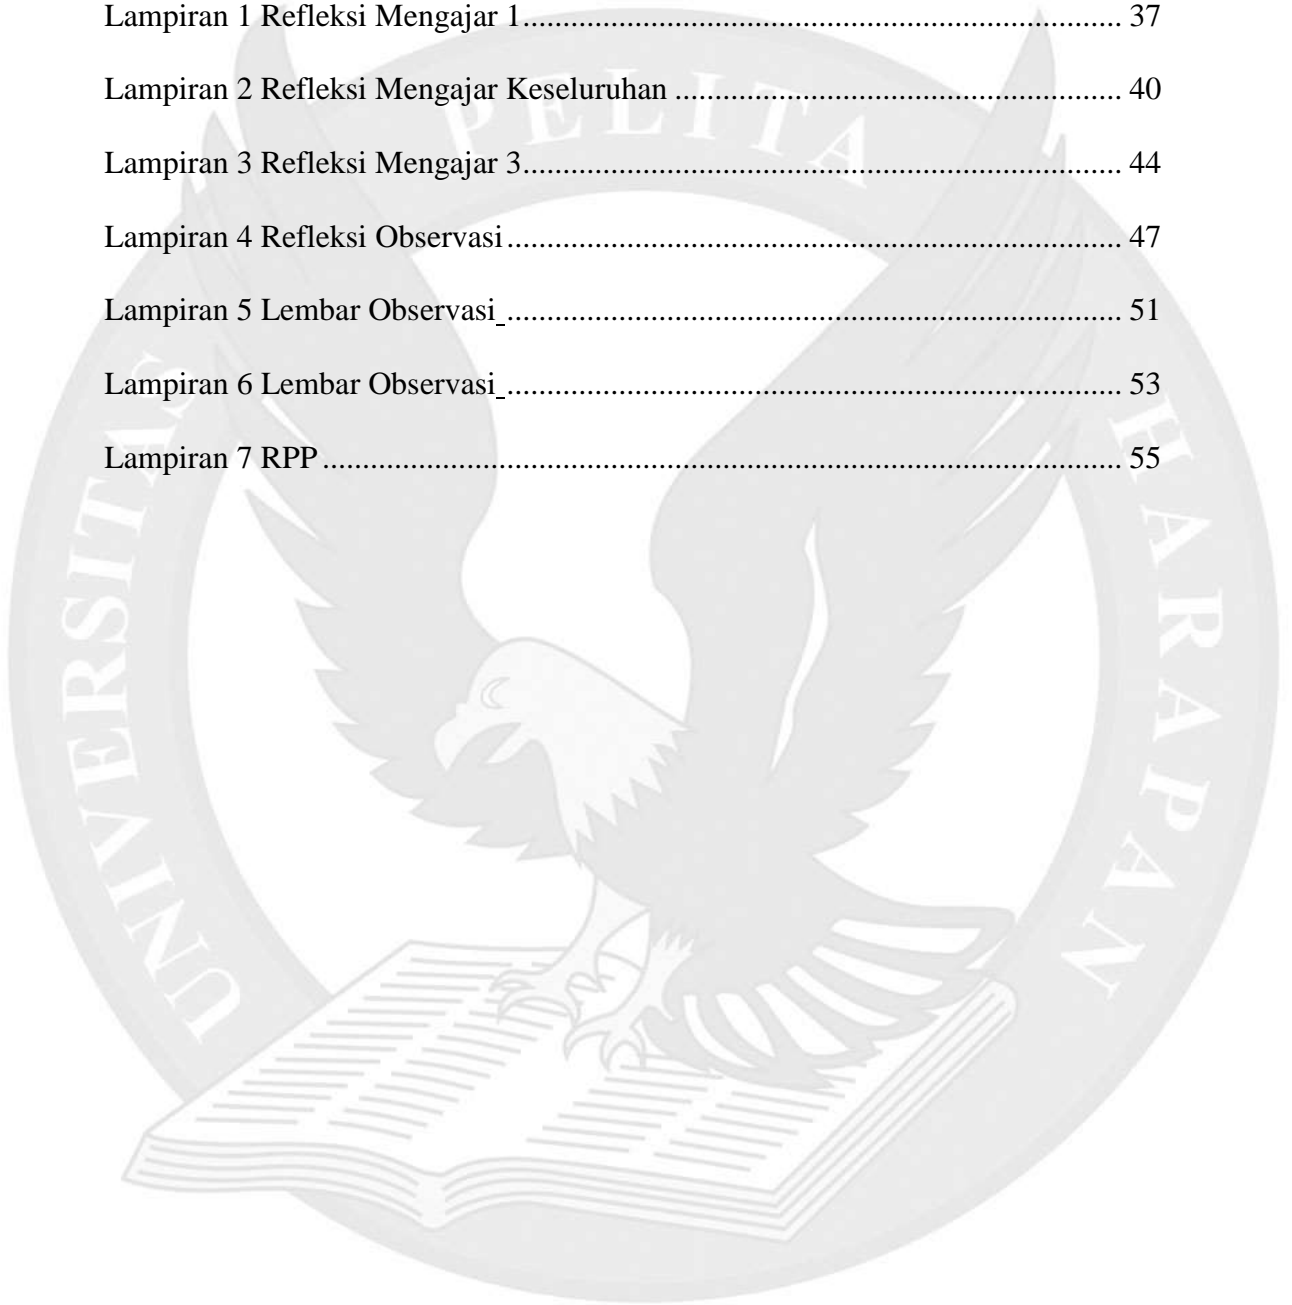 Lampiran 1 Refleksi Mengajar 1.......................................................................... 37
Lampiran 2 Refleksi Mengajar Keseluruhan ....................................................... 40
Lampiran 3 Refleksi Mengajar 3.......................................................................... 44
Lampiran 4 Refleksi Observasi............................................................................ 47
Lampiran 5 Lembar Observasi_............................................................................ 51
Lampiran 6 Lembar Observasi_............................................................................ 53
Lampiran 7 RPP.................................................................................................... 55
UNIVERSITAS PELITA HARAPAN